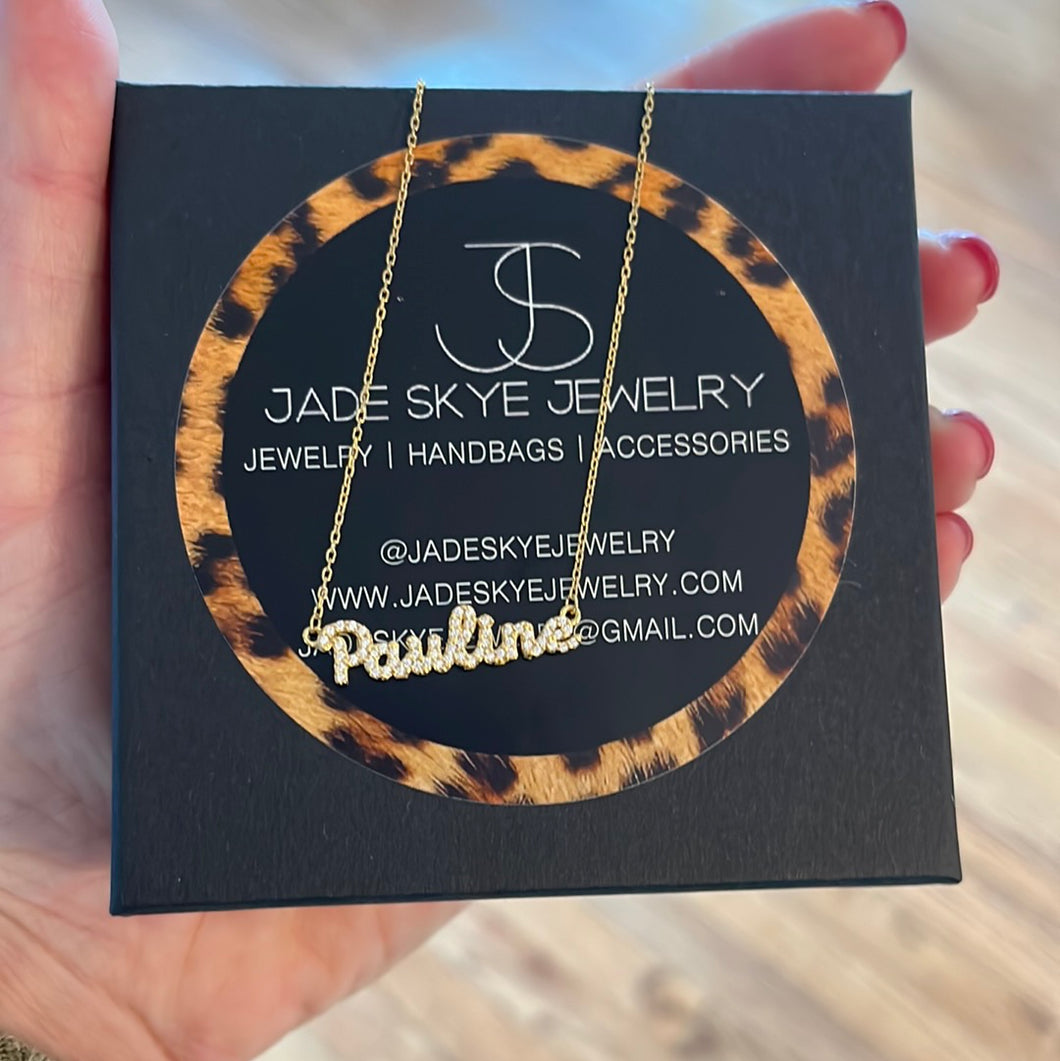 JS
JADE SKYE JEWELRY
JEWELRY | HANDBAGS | ACCESSORIES
@JADESKYEJEWELRY
WWW.JADESKYEJEWELRY.COM
@GMAIL.COM
Pauline